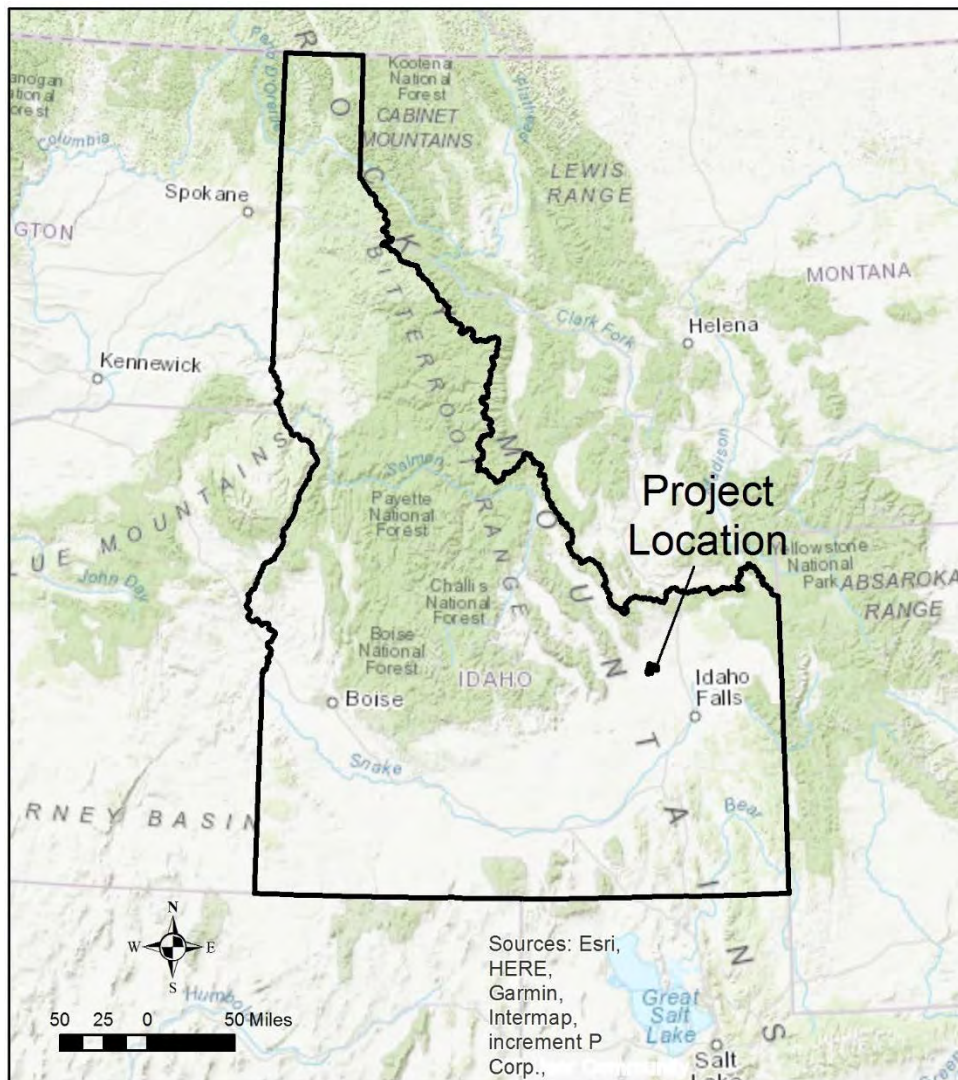 Kootenai
National
Forest
CABINET
MOUNTAINS
Flathead
Columbia
LEWIS
RANGE
Spokane
GTON
ROCKY MOUNTAINS
BITTERROOT RANGE
MONTANA
Clark Fork
Helena
Kennewick
Salmon
UE MOUNTAINS
Payette
National
Forest
Project
Location
Yellowstone
National
Park
ABSAROKA
RANGE
John Day
Challis
National
Forest
Boise
National
Forest
IDAHO
Boise
Idaho
Falls
Snake
Bear
RNEY BASIN
N
W
E
S
Humbo
50 25 0 50 Miles
Sources: Esri,
HERE,
Garmin,
Intermap,
increment P
Corp.,
Great
Salt
Lake
Salt